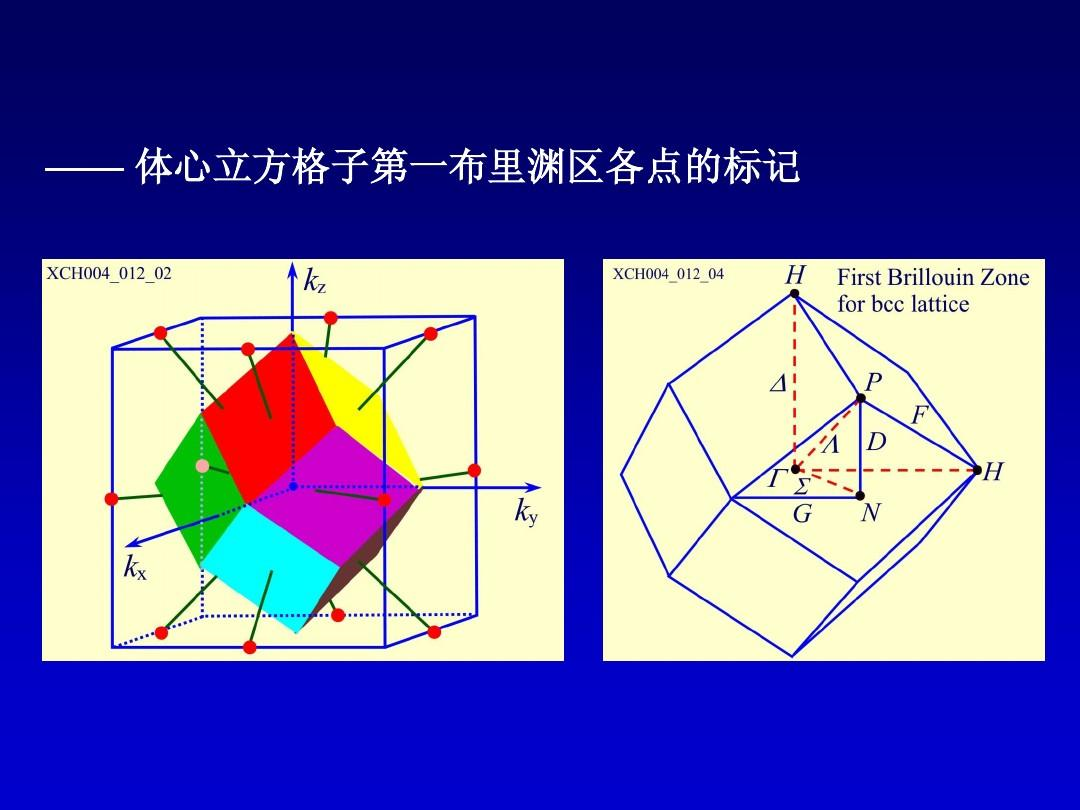 —— 体心立方格子第一布里渊区各点的标记
XCH004_012_02
kz
ky
kx
XCH004_012_04
H
First Brillouin Zone
for bcc lattice
Δ
P
F
Λ
D
Γ
Σ
H
G
N